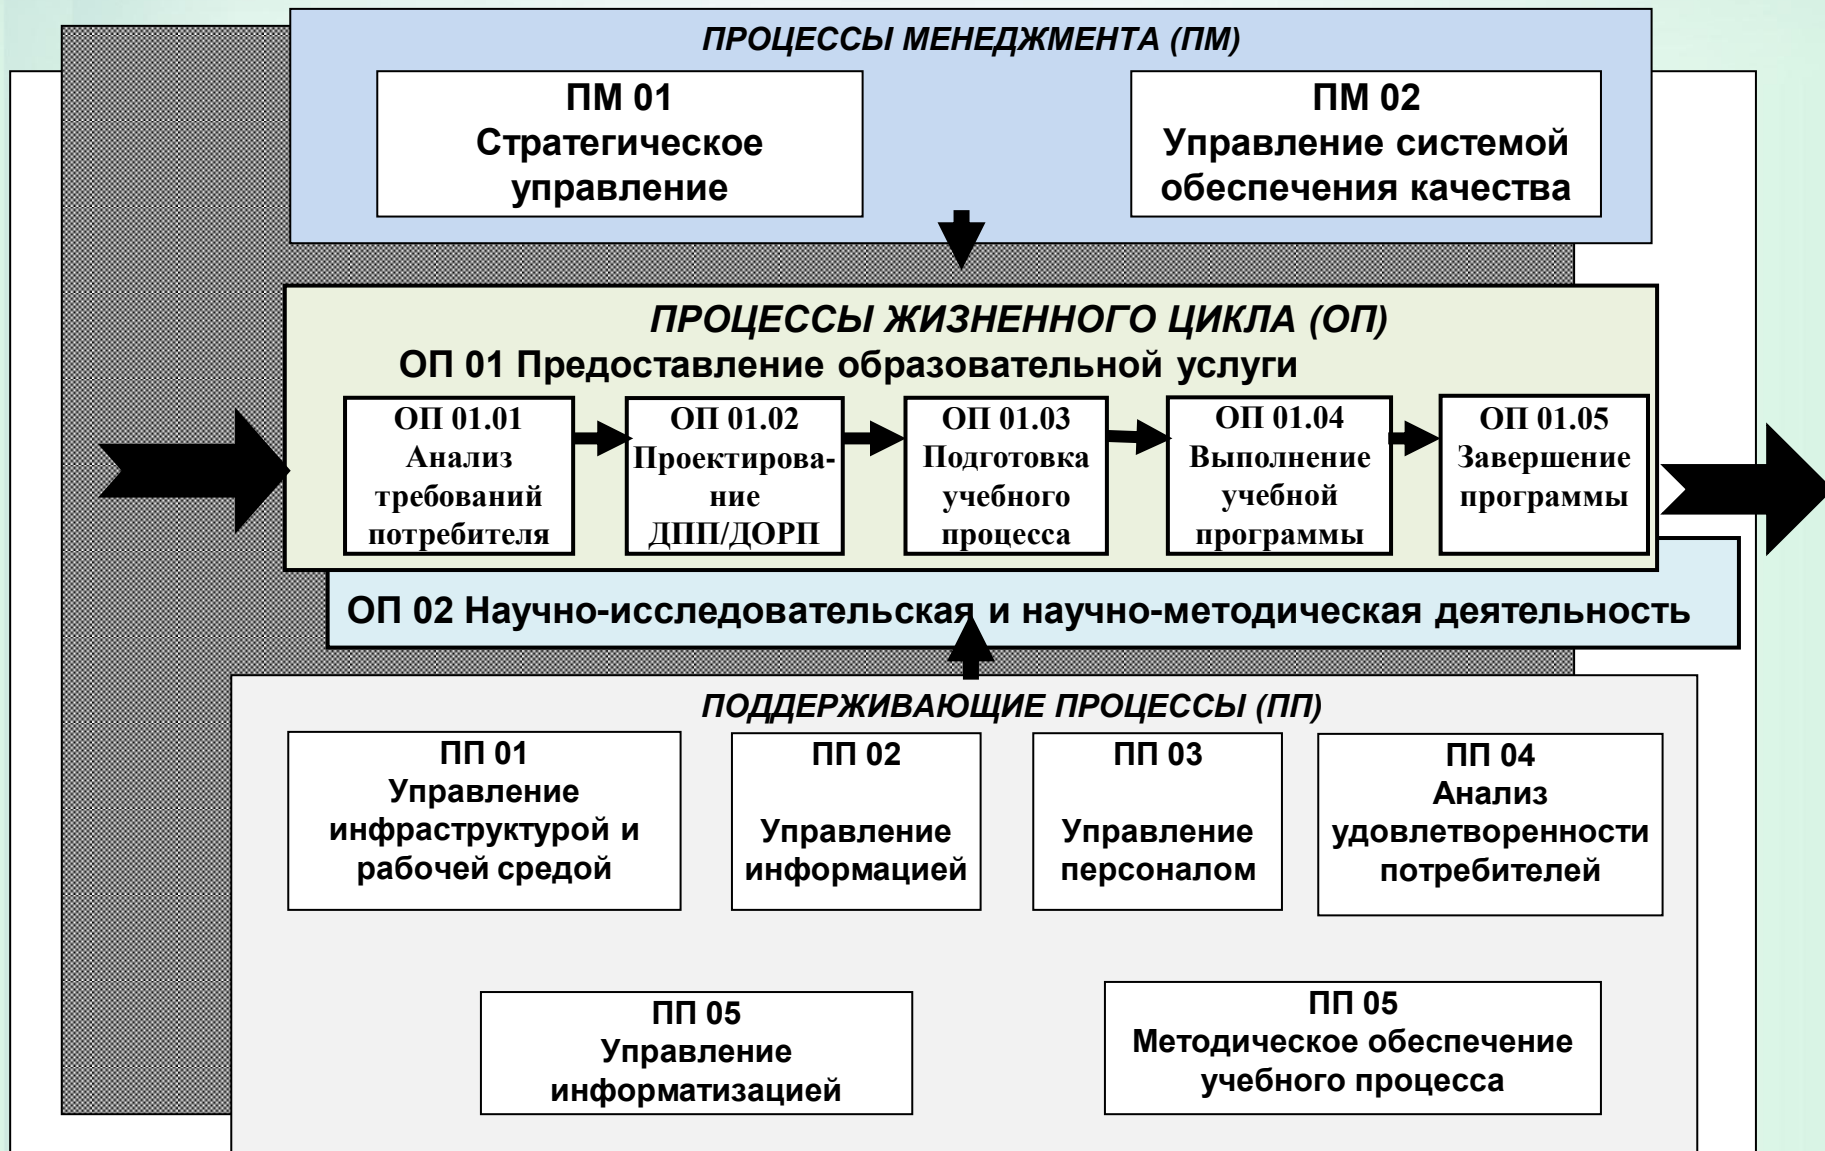 ПРОЦЕССЫ МЕНЕДЖМЕНТА (ПМ)
ПМ 01
Стратегическое
управление
ПМ 02
Управление системой
обеспечения качества
ПРОЦЕССЫ ЖИЗНЕННОГО ЦИКЛА (ОП)
ОП 01 Предоставление образовательной услуги
ОП 01.01
Анализ
требований
потребителя
ОП 01.02
Проектирова-
ние
ДПП/ДОРП
ОП 01.03
Подготовка
учебного
процесса
ОП 01.04
Выполнение
учебной
программы
ОП 01.05
Завершение
программы
ОП 02 Научно-исследовательская и научно-методическая деятельность
ПОДДЕРЖИВАЮЩИЕ ПРОЦЕССЫ (ПП)
ПП 01
Управление
инфраструктурой и
рабочей средой
ПП 02
Управление
информацией
ПП 03
Управление
персоналом
ПП 04
Анализ
удовлетворенности
потребителей
ПП 05
Управление
информатизацией
ПП 05
Методическое обеспечение
учебного процесса